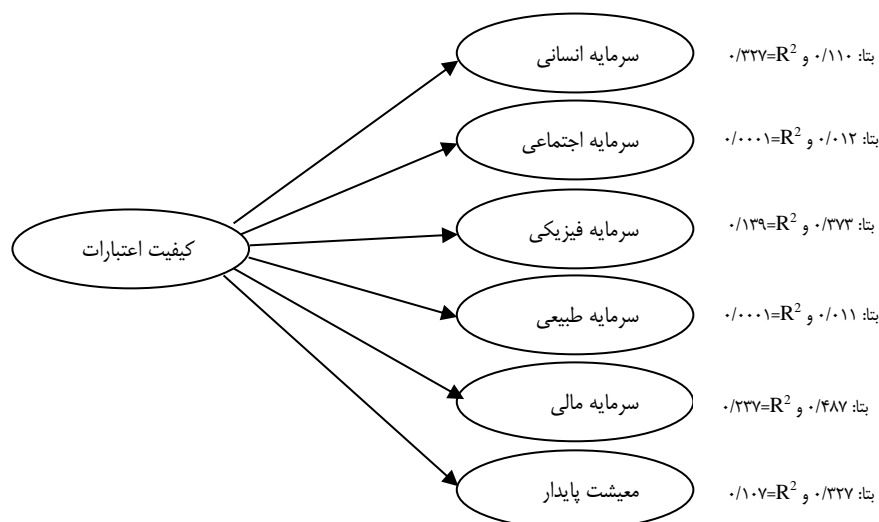 سرمایه انسانی
بتا: ۰/۱۱۰ و R²=۰/۳۲۷
سرمایه اجتماعی
بتا: ۰/۰۱۲ و R²=۰/۰۰۰۱
سرمایه فیزیکی
بتا: ۰/۳۷۳ و R²=۰/۱۳۹
کیفیت اعتبارات
سرمایه طبیعی
بتا: ۰/۰۱۱ و R²=۰/۰۰۰۱
سرمایه مالی
بتا: ۰/۴۸۷ و R²=۰/۲۳۷
معیشت پایدار
بتا: ۰/۳۲۷ و R²=۰/۱۰۷